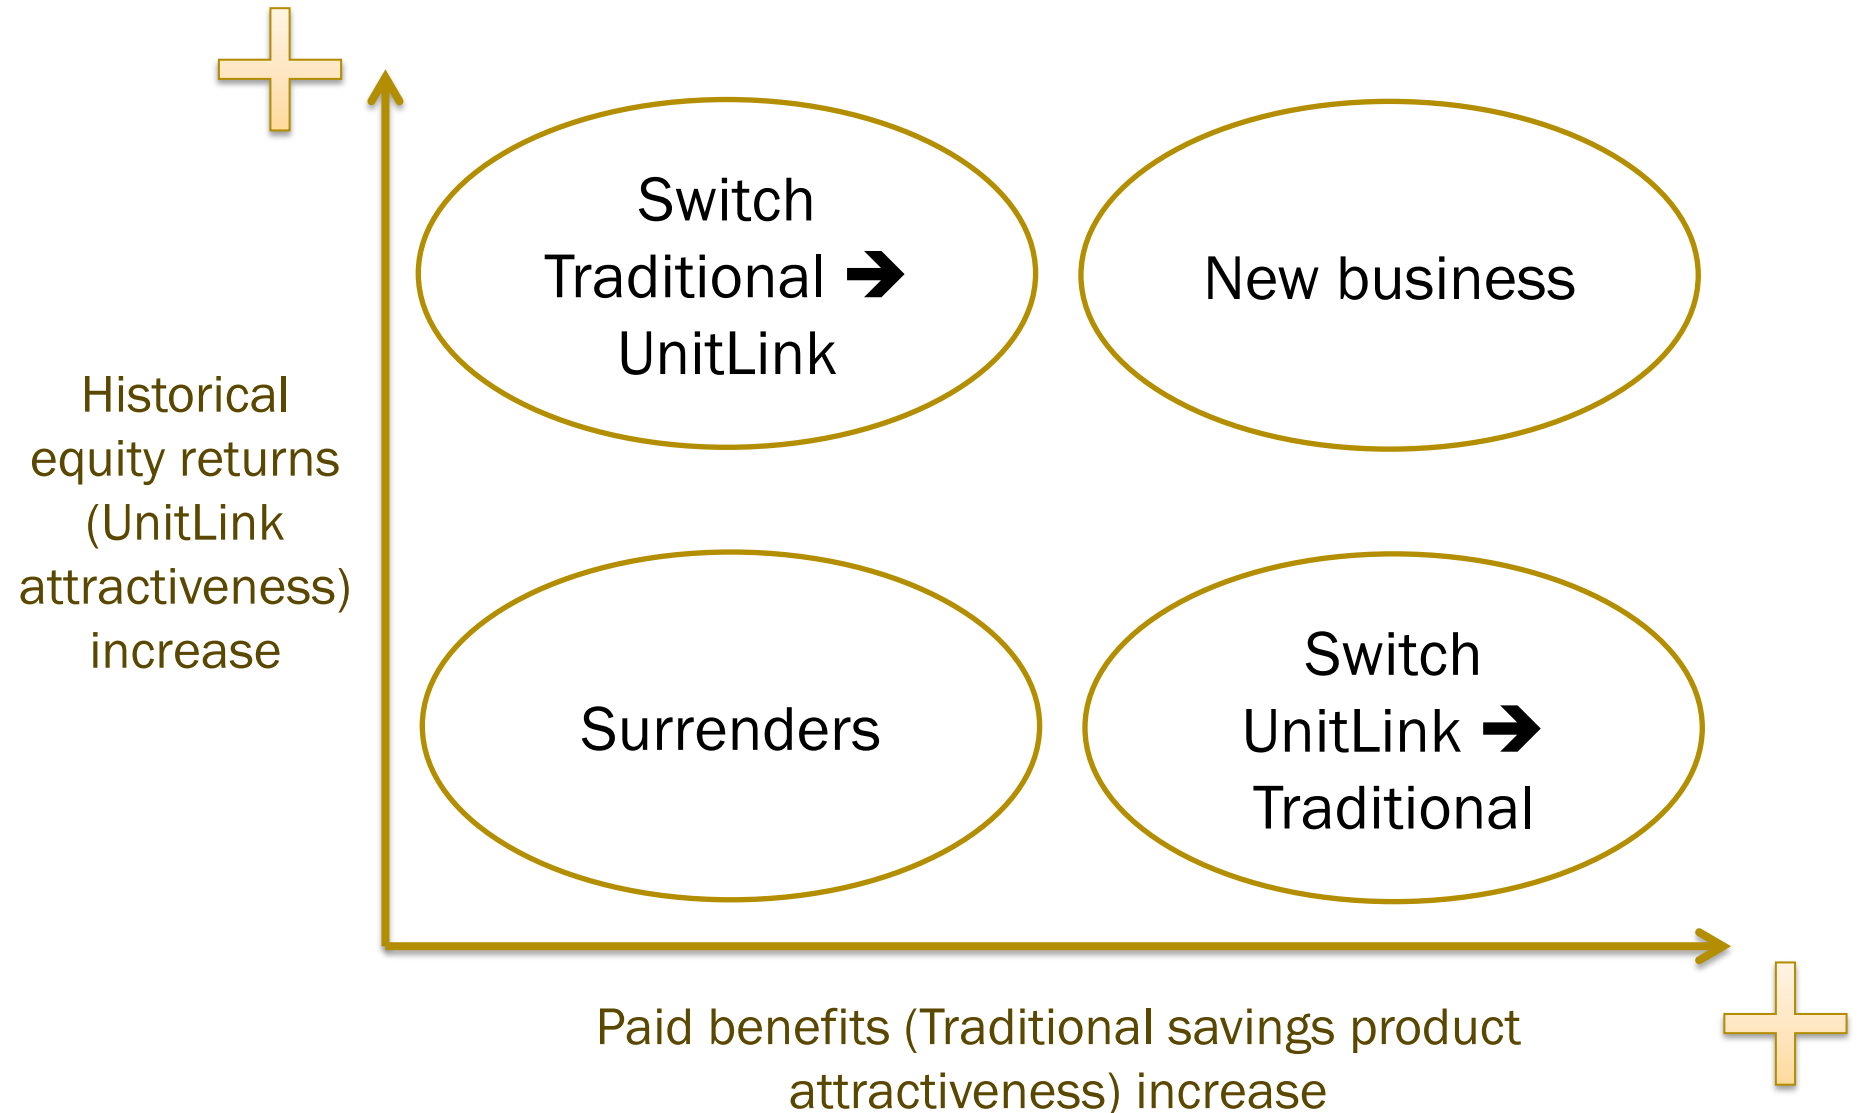 Switch
Traditional ➔
UnitLink
New business
Historical
equity returns
(UnitLink
attractiveness)
increase
Surrenders
Switch
UnitLink ➔
Traditional
Paid benefits (Traditional savings product
attractiveness) increase